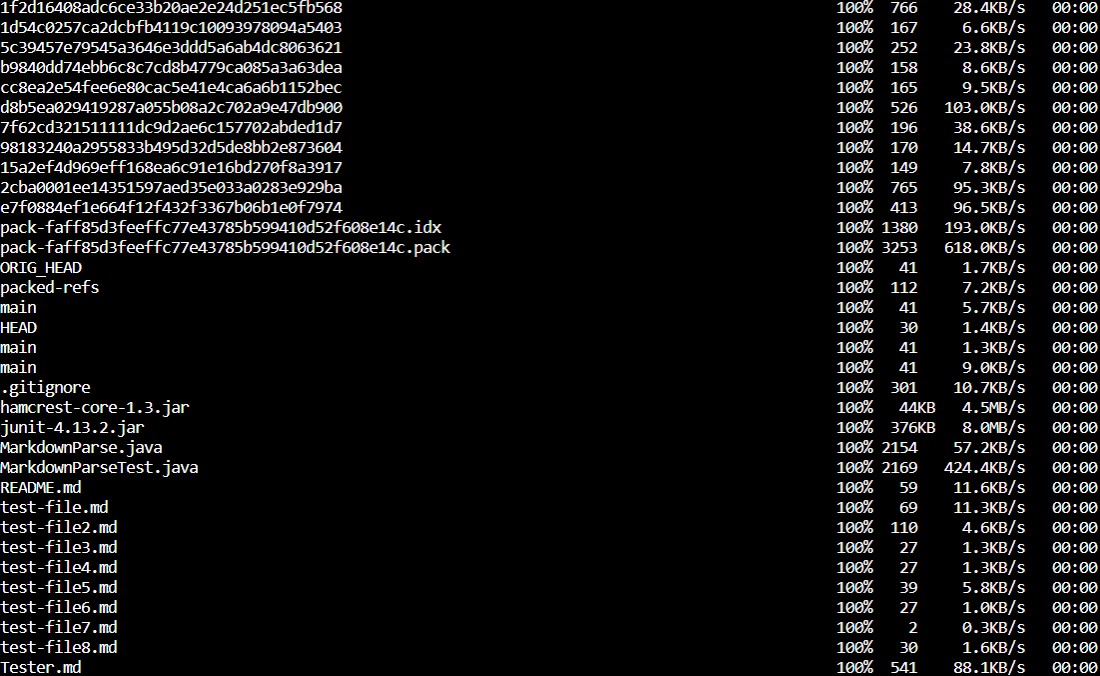 1f2d16408adc6ce33b20ae2e24d251ec5fb568 100% 766 28.4KB/s 00:00
1d54c0257ca2dcbfb4119c10093978094a5403 100% 167 6.6KB/s 00:00
5c39457e79545a3646e3ddd5a6ab4dc8063621 100% 252 23.8KB/s 00:00
b9840dd74ebb6c8c7cd8b4779ca085a3a63dea 100% 158 8.6KB/s 00:00
cc8ea2e54fee6e80cac5e41e4ca6a6b1152bec 100% 165 9.5KB/s 00:00
d8b5ea029419287a055b08a2c702a9e47db900 100% 526 103.0KB/s 00:00
7f62cd321511111dc9d2ae6c157702abded1d7 100% 196 38.6KB/s 00:00
98183240a2955833b495d32d5de8bb2e873604 100% 170 14.7KB/s 00:00
15a2ef4d969eff168ea6c91e16bd270f8a3917 100% 149 7.8KB/s 00:00
2cba0001ee14351597aed35e033a0283e929ba 100% 765 95.3KB/s 00:00
e7f0884ef1e664f12f432f3367b06b1e0f7974 100% 413 96.5KB/s 00:00
pack-faff85d3feeffc77e43785b599410d52f608e14c.idx 100% 1380 193.0KB/s 00:00
pack-faff85d3feeffc77e43785b599410d52f608e14c.pack 100% 3253 618.0KB/s 00:00
ORIG_HEAD 100% 41 1.7KB/s 00:00
packed-refs 100% 112 7.2KB/s 00:00
main 100% 41 5.7KB/s 00:00
HEAD 100% 30 1.4KB/s 00:00
main 100% 41 1.3KB/s 00:00
main 100% 41 9.0KB/s 00:00
.gitignore 100% 301 10.7KB/s 00:00
hamcrest-core-1.3.jar 100% 44KB 4.5MB/s 00:00
junit-4.13.2.jar 100% 376KB 8.0MB/s 00:00
MarkdownParse.java 100% 2154 57.2KB/s 00:00
MarkdownParseTest.java 100% 2169 424.4KB/s 00:00
README.md 100% 59 11.6KB/s 00:00
test-file.md 100% 69 11.3KB/s 00:00
test-file2.md 100% 110 4.6KB/s 00:00
test-file3.md 100% 27 1.3KB/s 00:00
test-file4.md 100% 27 1.3KB/s 00:00
test-file5.md 100% 39 5.8KB/s 00:00
test-file6.md 100% 27 1.0KB/s 00:00
test-file7.md 100% 2 0.3KB/s 00:00
test-file8.md 100% 30 1.6KB/s 00:00
Tester.md 100% 541 88.1KB/s 00:00